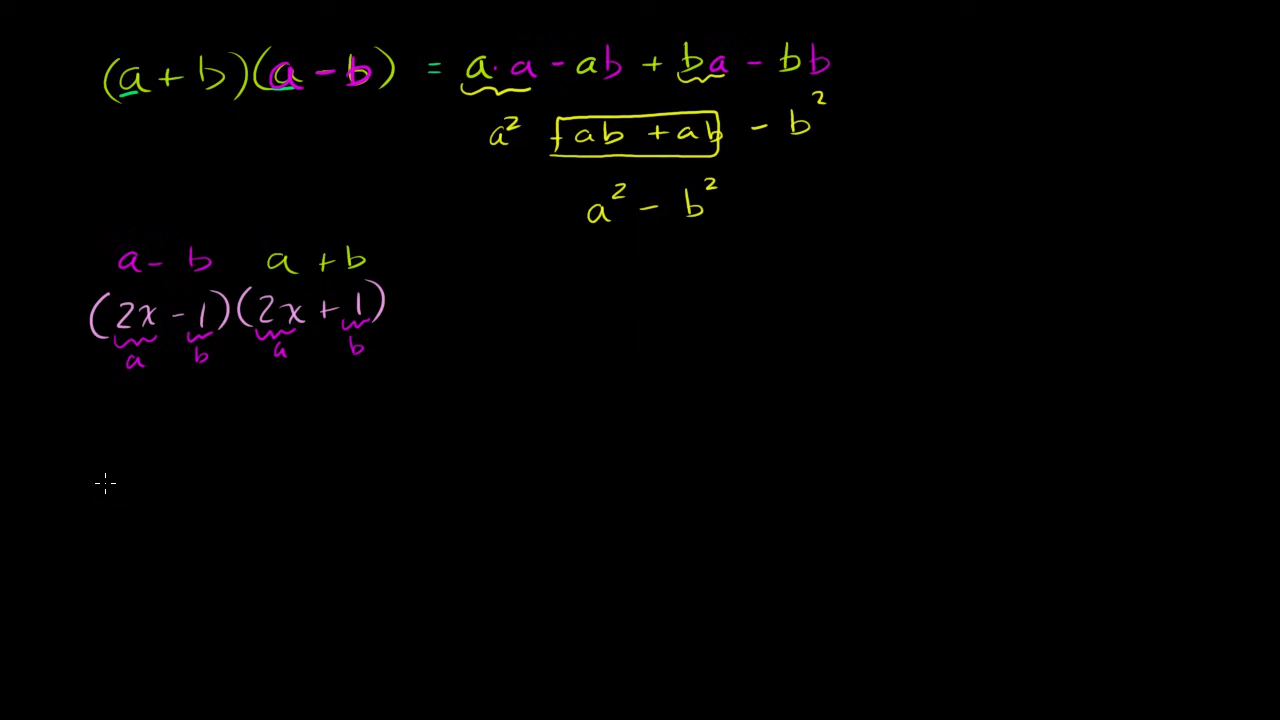 (a + b)(a - b) = a · a - ab + ba - bb
a² - ab + ab - b²
a² - b²
a - b a + b
(2x - 1)(2x + 1)
a b a b